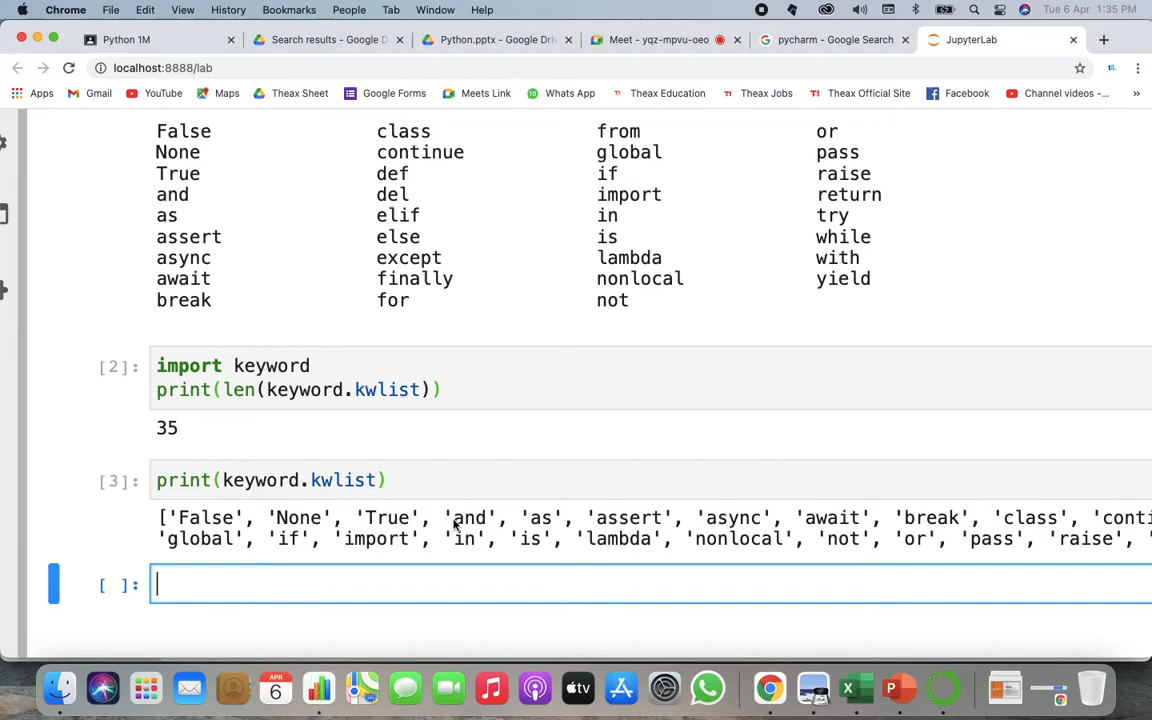 Chrome File Edit View History Bookmarks People Tab Window Help Tue 6 Apr 1:35 PM
Python 1M Search results - Google D Python.pptx - Google Driv Meet - yqz-mpvu-oeo pycharm - Google Search JupyterLab
localhost:8888/lab
Apps Gmail YouTube Maps Theax Sheet Google Forms Meets Link Whats App Theax Education Theax Jobs Theax Official Site Facebook Channel videos -...
False class from or
None continue global pass
True def if raise
and del import return
as elif in try
assert else is while
async except lambda with
await finally nonlocal yield
break for not
[2]: import keyword
print(len(keyword.kwlist))
35
[3]: print(keyword.kwlist)
['False', 'None', 'True', 'and', 'as', 'assert', 'async', 'await', 'break', 'class', 'conti
'global', 'if', 'import', 'in', 'is', 'lambda', 'nonlocal', 'not', 'or', 'pass', 'raise', '
[ ]:
APR
6
tv